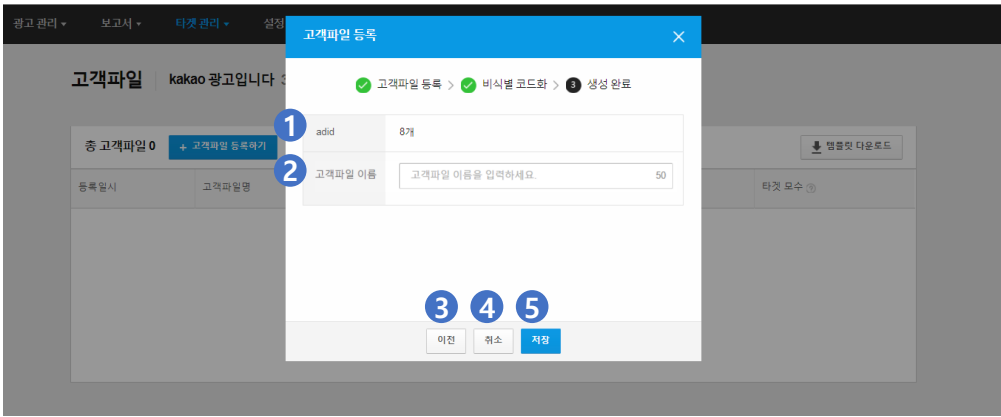 광고 관리 ▾ 보고서 ▾ 타겟 관리 ▾ 설정
고객파일 kakao 광고입니다
총 고객파일 0 + 고객파일 등록하기 템플릿 다운로드
등록일시 고객파일명 타겟 모수 ?
고객파일 등록 ×
고객파일 등록 > 비식별 코드화 > 3 생성 완료
1 adid 8개
2 고객파일 이름 고객파일 이름을 입력하세요. 50
3 4 5
이전 취소 저장